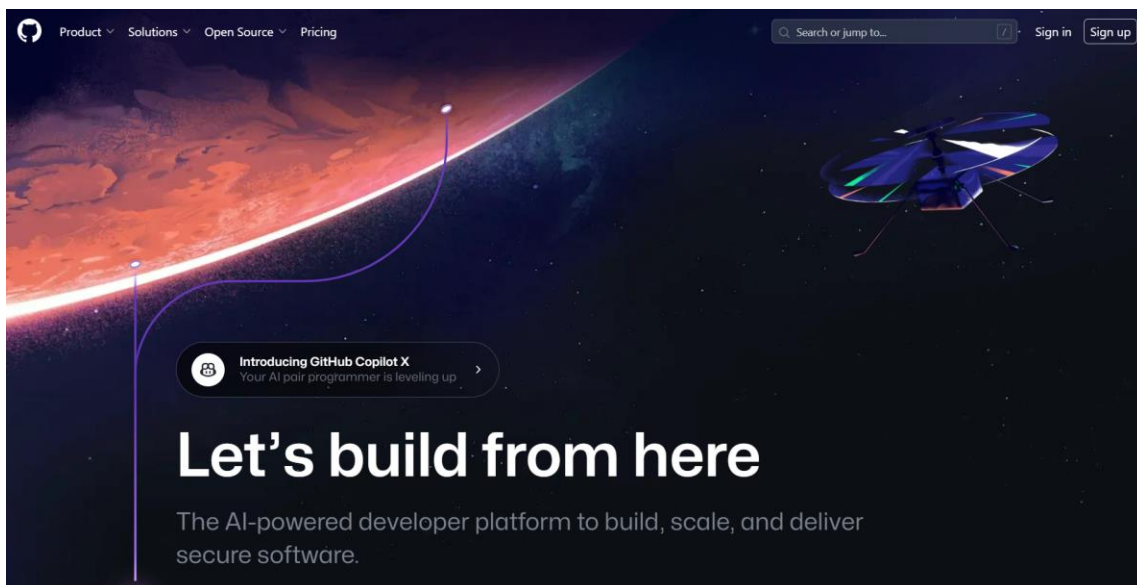 Product Solutions Open Source Pricing Search or jump to... / Sign in Sign up
Introducing GitHub Copilot X
Your AI pair programmer is leveling up
Let's build from here
The AI-powered developer platform to build, scale, and deliver
secure software.